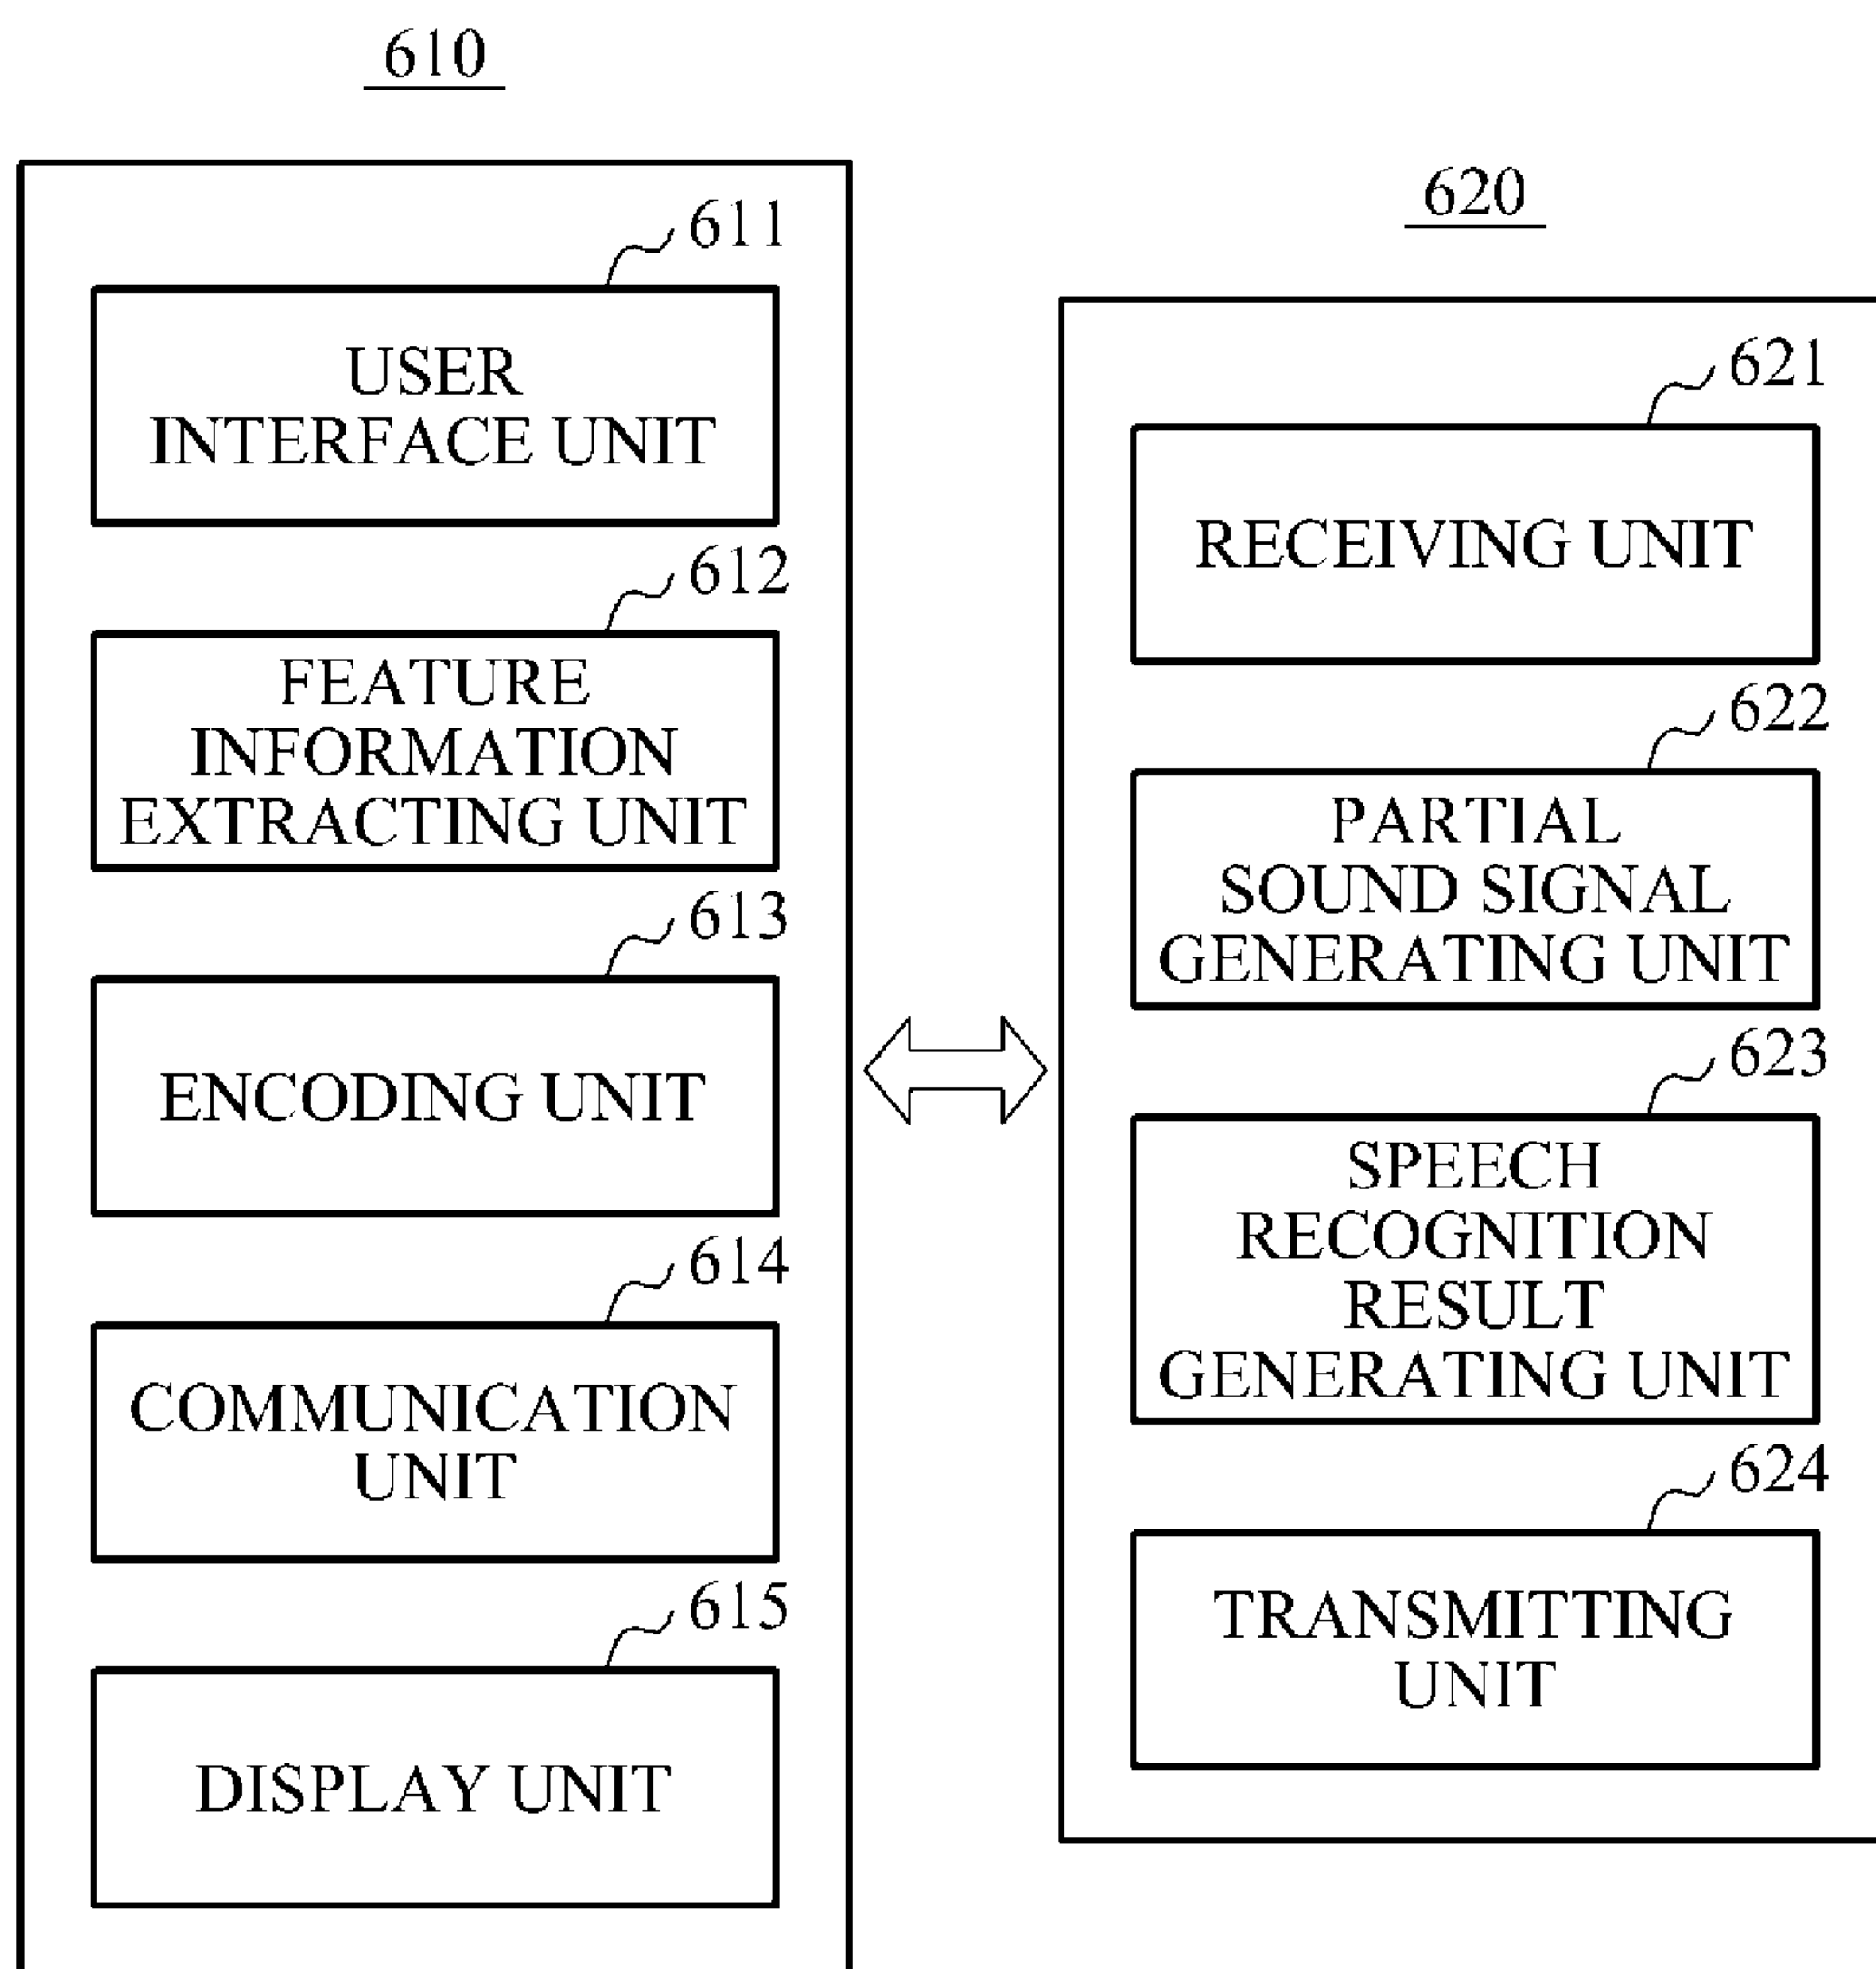 610
611
USER
INTERFACE UNIT
612
FEATURE
INFORMATION
EXTRACTING UNIT
613
ENCODING UNIT
614
COMMUNICATION
UNIT
615
DISPLAY UNIT
620
621
RECEIVING UNIT
622
PARTIAL
SOUND SIGNAL
GENERATING UNIT
623
SPEECH
RECOGNITION
RESULT
GENERATING UNIT
624
TRANSMITTING
UNIT